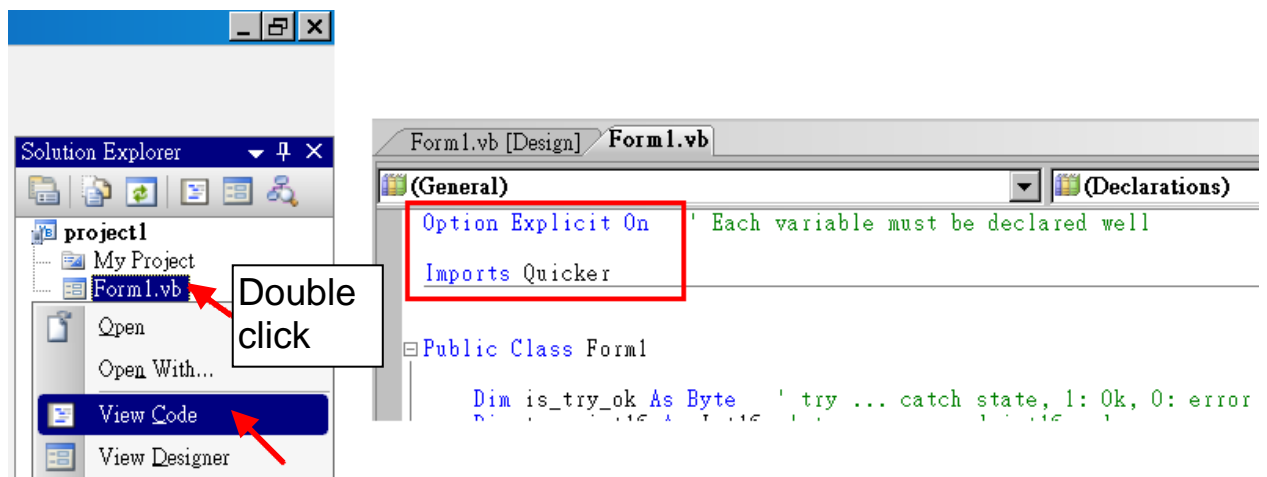 Solution Explorer
project1
My Project
Form1.vb
Double
click
Open
Open With...
View Code
View Designer
Form1.vb [Design] Form1.vb
(General) (Declarations)
Option Explicit On ' Each variable must be declared well
Imports Quicker
Public Class Form1
Dim is_try_ok As Byte ' try ... catch state, 1: Ok, 0: error